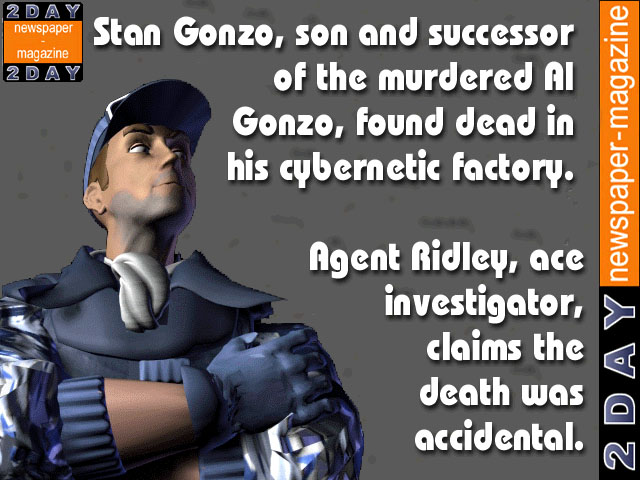 2DAY
newspaper
-
magazine
2DAY
Stan Gonzo, son and successor
of the murdered Al
Gonzo, found dead in
his cybernetic factory.
Agent Ridley, ace
investigator,
claims the
death was
accidental.
2DAY newspaper-magazine